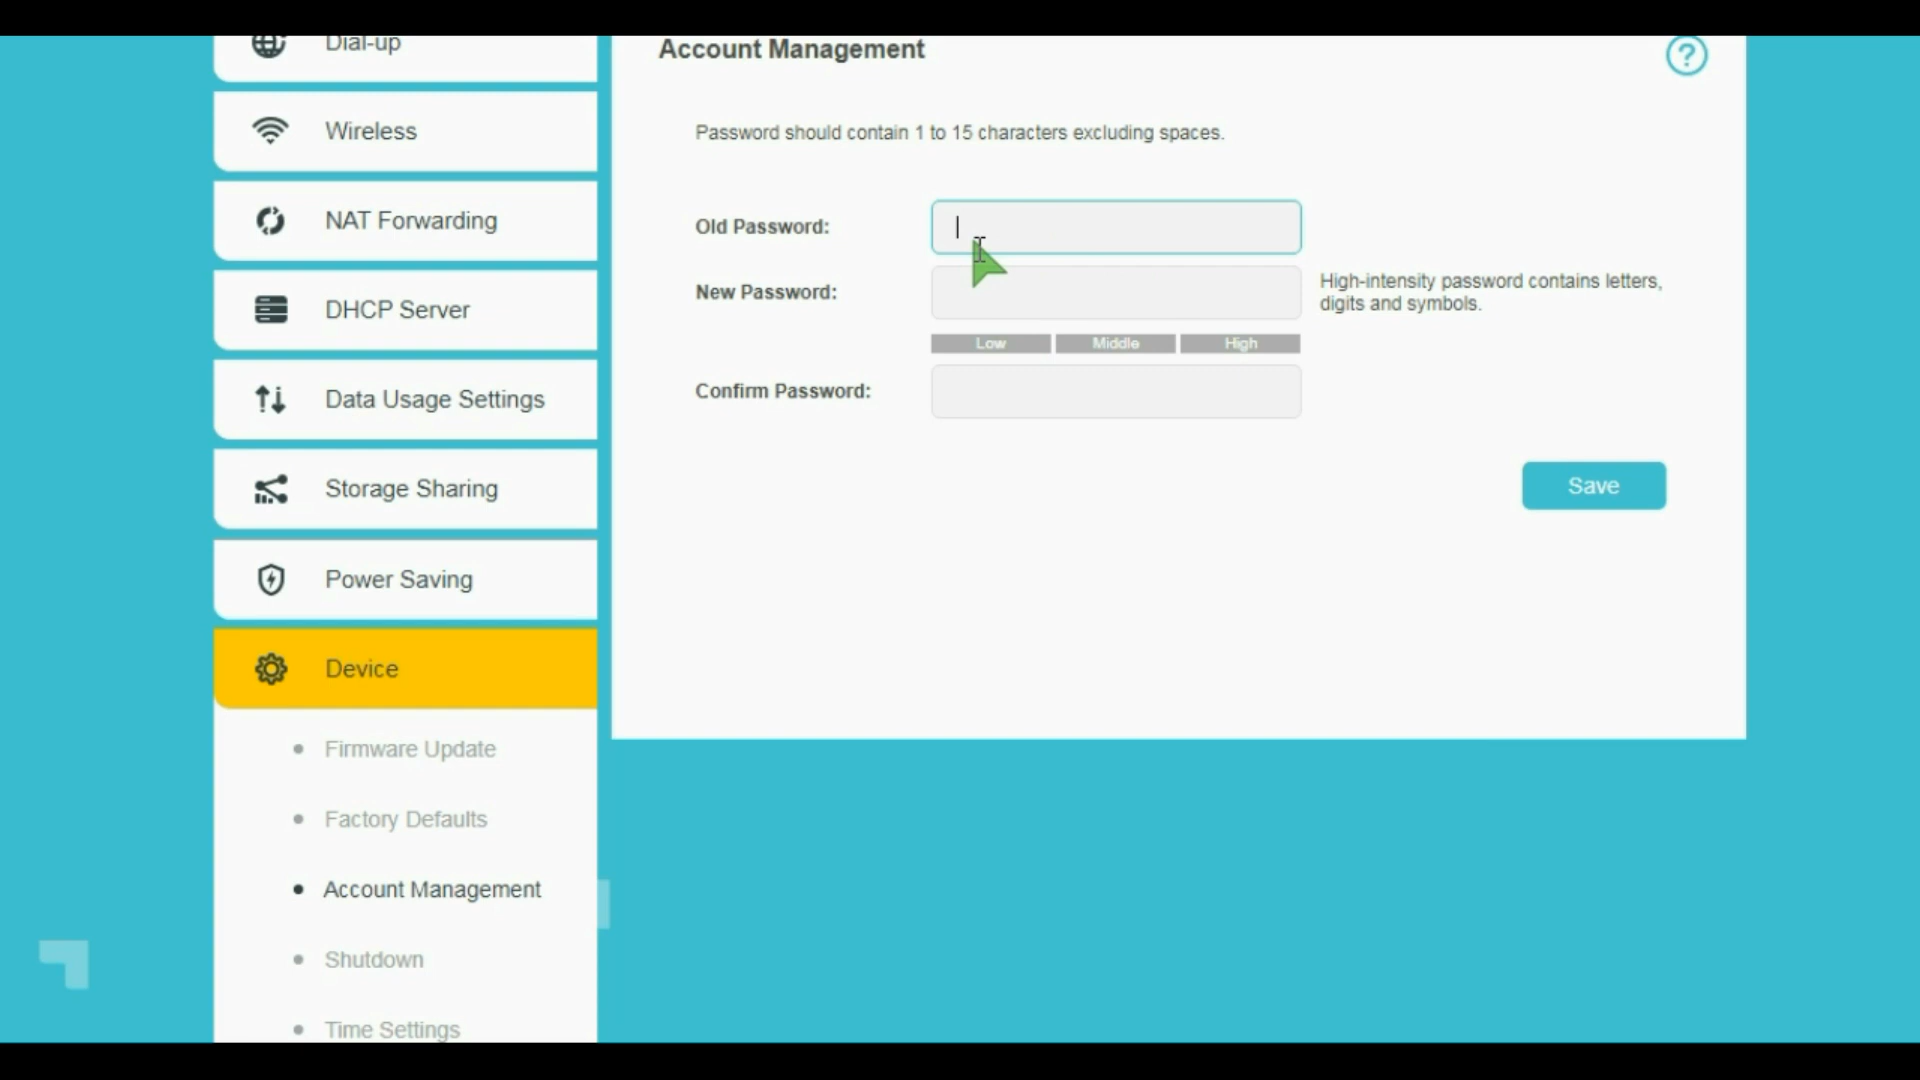 Dial-up
Wireless
NAT Forwarding
DHCP Server
Data Usage Settings
Storage Sharing
Power Saving
Device
Firmware Update
Factory Defaults
Account Management
Shutdown
Time Settings
Account Management
?
Password should contain 1 to 15 characters excluding spaces.
Old Password:
New Password:
High-intensity password contains letters,
digits and symbols.
Low Middle High
Confirm Password:
Save